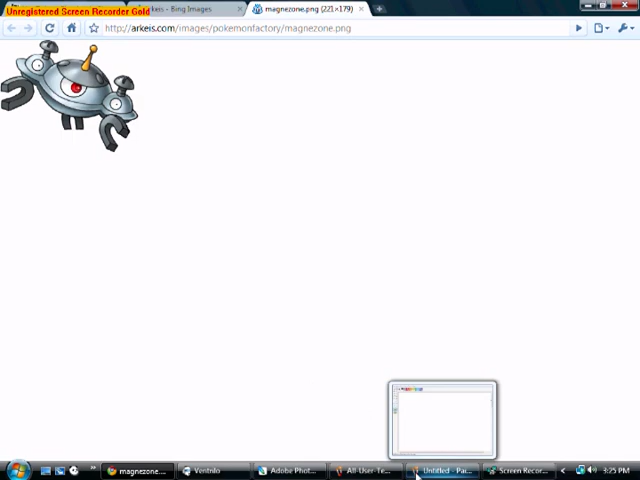 Unregistered Screen Recorder Gold
arkeis - Bing Images
magnezone.png (221×179)
http://arkeis.com/images/pokemonfactory/magnezone.png
magnezone....
Ventrilo
Adobe Phot...
All-User-Te...
Untitled - Pai...
Screen Recor...
3:25 PM